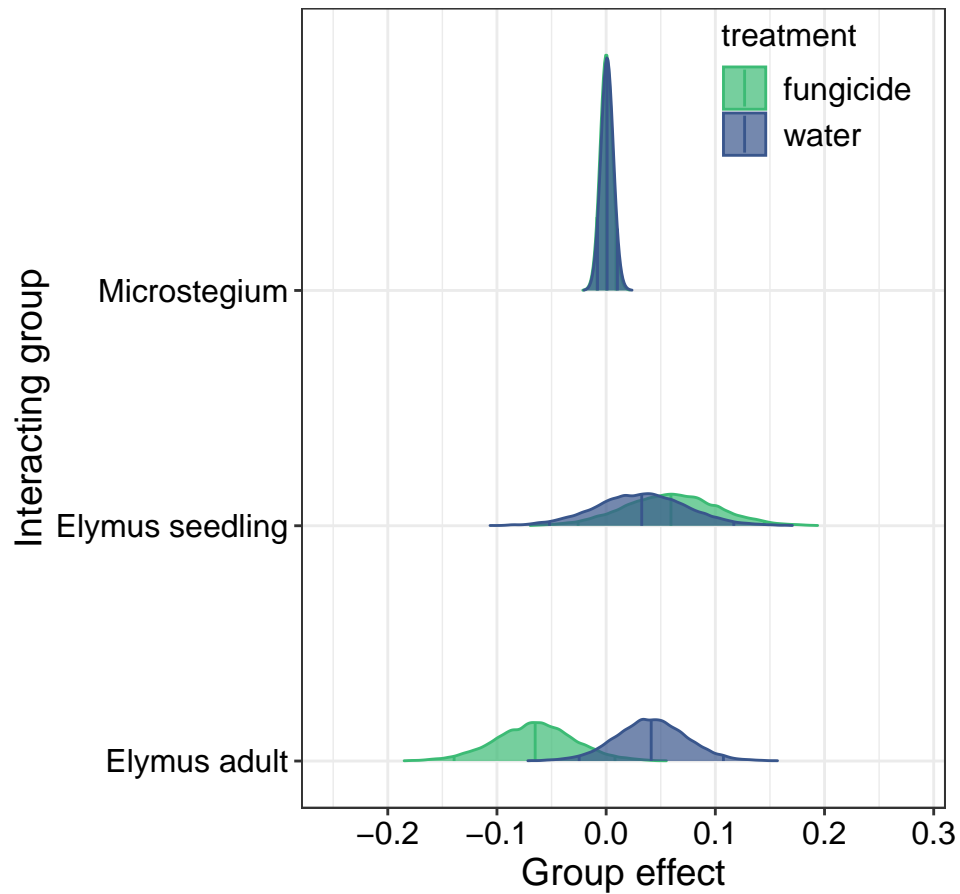 treatment
fungicide
water
Interacting group
Microstegium
Elymus seedling
Elymus adult
−0.2 −0.1 0.0 0.1 0.2 0.3
Group effect